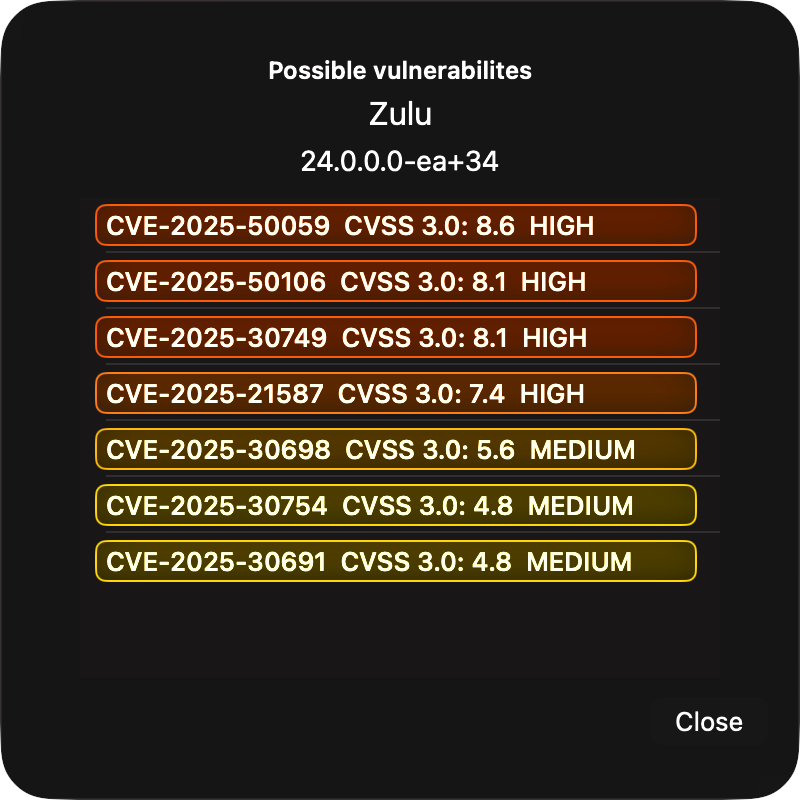 Possible vulnerabilites
Zulu
24.0.0.0-ea+34
CVE-2025-50059 CVSS 3.0: 8.6 HIGH
CVE-2025-50106 CVSS 3.0: 8.1 HIGH
CVE-2025-30749 CVSS 3.0: 8.1 HIGH
CVE-2025-21587 CVSS 3.0: 7.4 HIGH
CVE-2025-30698 CVSS 3.0: 5.6 MEDIUM
CVE-2025-30754 CVSS 3.0: 4.8 MEDIUM
CVE-2025-30691 CVSS 3.0: 4.8 MEDIUM
Close